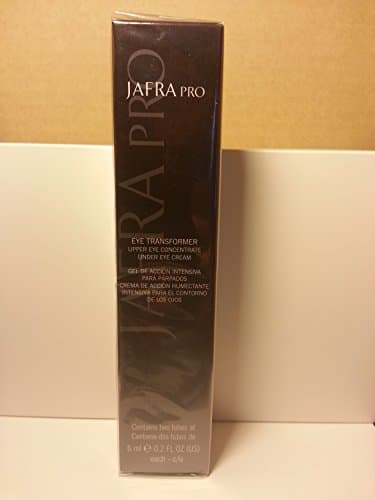 JAFRA PRO
JAFRA PRO
EYE TRANSFORMER
UPPER EYE CONCENTRATE
UNDER EYE CREAM
GEL DE ACCIÓN INTENSIVA
PARA PÁRPADOS
CREMA DE ACCIÓN HUMECTANTE
INTENSIVA PARA EL CONTORNO
DE LOS OJOS
Contains two tubes at
Contiene dos tubos de
6 ml ℮ 0.2 FL OZ (US)
each - c/u